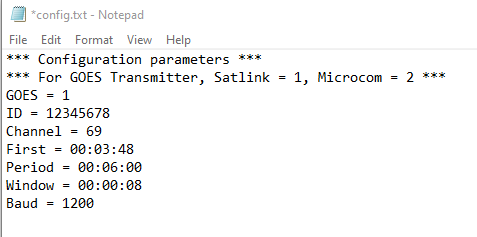 *config.txt - Notepad
File Edit Format View Help
*** Configuration parameters ***
*** For GOES Transmitter, Satlink = 1, Microcom = 2 ***
GOES = 1
ID = 12345678
Channel = 69
First = 00:03:48
Period = 00:06:00
Window = 00:00:08
Baud = 1200